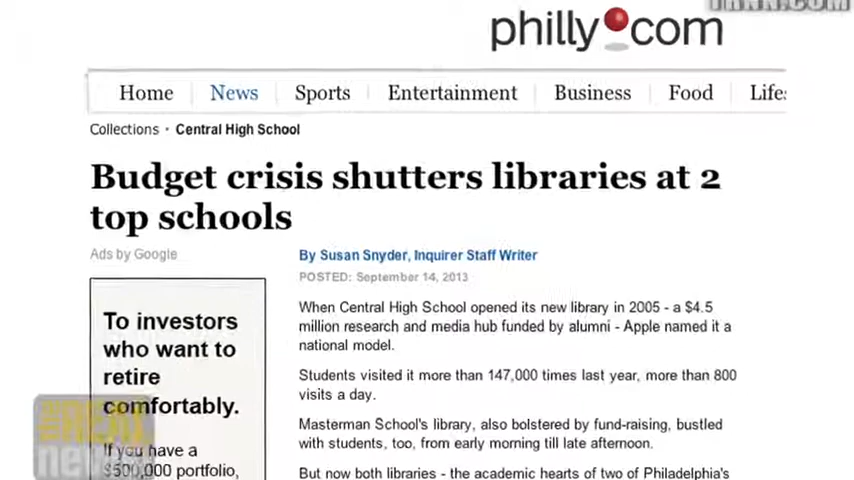 TRNN.COM
philly.com
Home News Sports Entertainment Business Food Lifes
Collections • Central High School
Budget crisis shutters libraries at 2
top schools
Ads by Google
By Susan Snyder, Inquirer Staff Writer
POSTED: September 14, 2013
To investors
who want to
retire
comfortably.
If you have a
$500,000 portfolio,
When Central High School opened its new library in 2005 - a $4.5
million research and media hub funded by alumni - Apple named it a
national model.
Students visited it more than 147,000 times last year, more than 800
visits a day.
Masterman School's library, also bolstered by fund-raising, bustled
with students, too, from early morning till late afternoon.
But now both libraries - the academic hearts of two of Philadelphia's
THE REAL
news